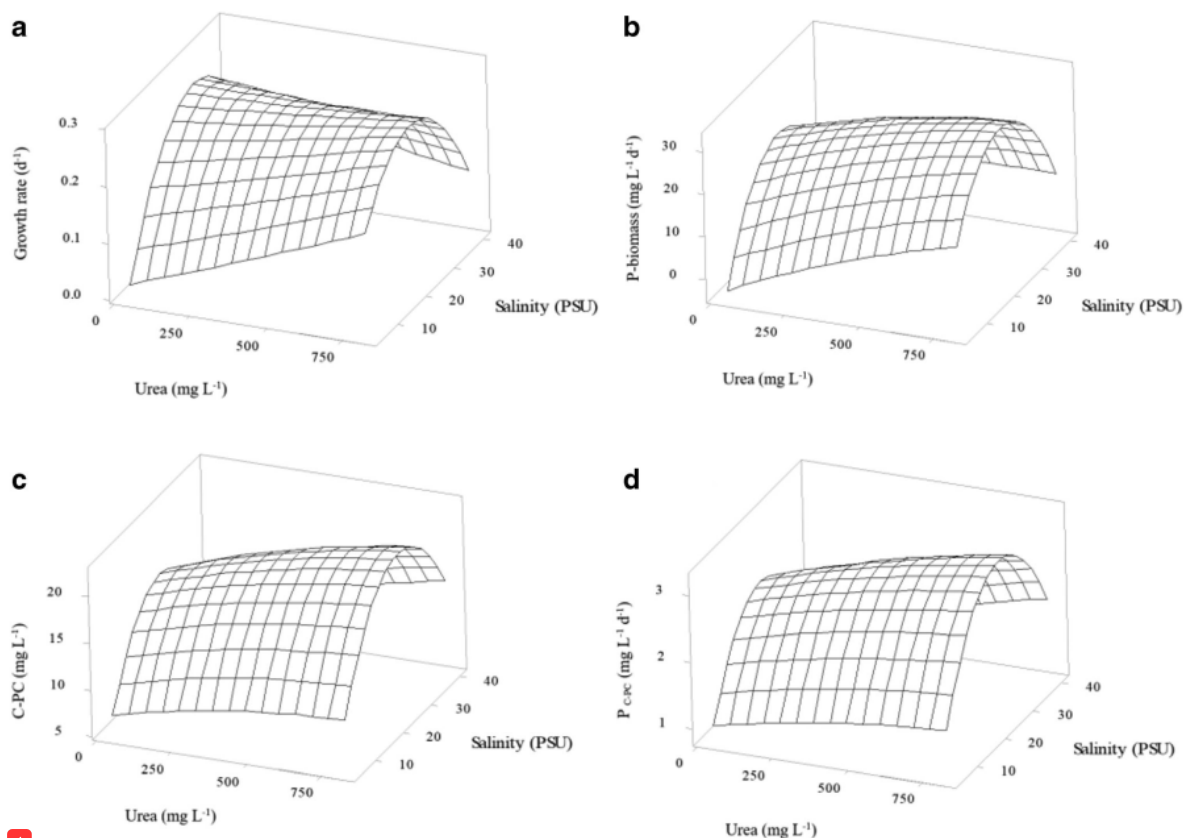 a
0.3
0.2
0.1
0.0
Growth rate (d-1)
0
250
500
750
Urea (mg L-1)
10
20
30
40
Salinity (PSU)
b
30
20
10
0
P-biomass (mg L-1 d-1)
0
250
500
750
Urea (mg L-1)
10
20
30
40
Salinity (PSU)
c
20
15
10
5
C-PC (mg L-1)
0
250
500
750
Urea (mg L-1)
10
20
30
40
Salinity (PSU)
d
3
2
1
P C-PC (mg L-1 d-1)
0
250
500
750
Urea (mg L-1)
10
20
30
40
Salinity (PSU)